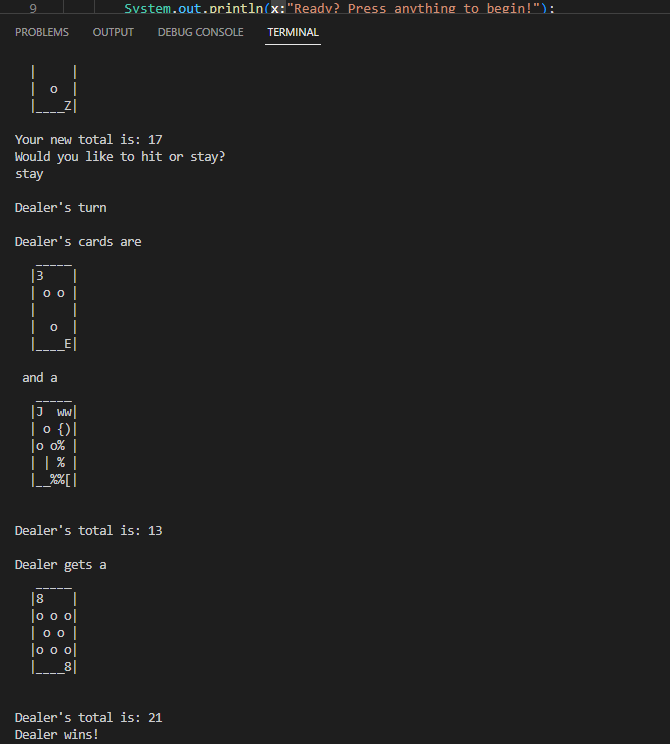 9 System.out.println(x:"Ready? Press anything to begin!");
PROBLEMS OUTPUT DEBUG CONSOLE TERMINAL
  |     |
  |  o  |
  |____Z|
Your new total is: 17
Would you like to hit or stay?
stay
Dealer's turn
Dealer's cards are
   _____
  |3    |
  | o o |
  |     |
  |  o  |
  |____E|
 and a
   _____
  |J  ww|
  | o {)|
  |o o% |
  | | % |
  |__%%[|
Dealer's total is: 13
Dealer gets a
   _____
  |8    |
  |o o o|
  | o o |
  |o o o|
  |____8|
Dealer's total is: 21
Dealer wins!